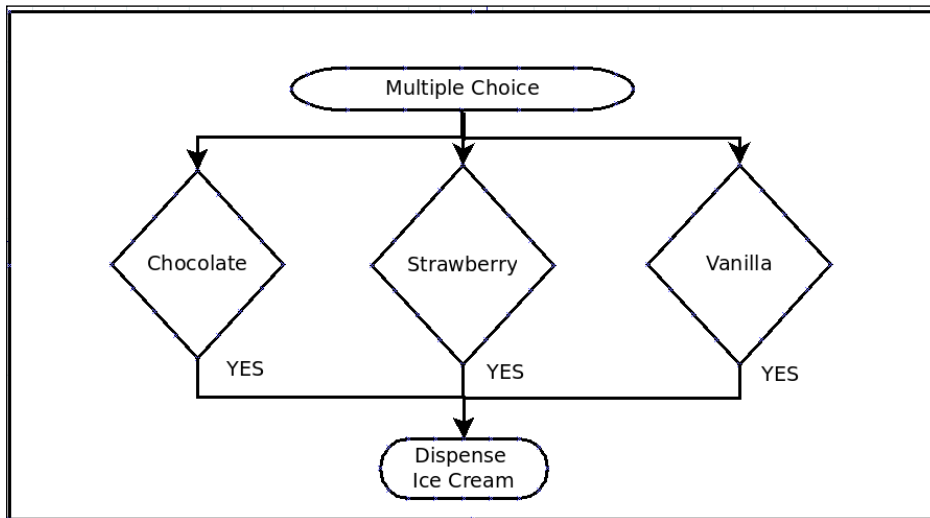 Multiple Choice
Chocolate
Strawberry
Vanilla
YES
YES
YES
Dispense
Ice Cream